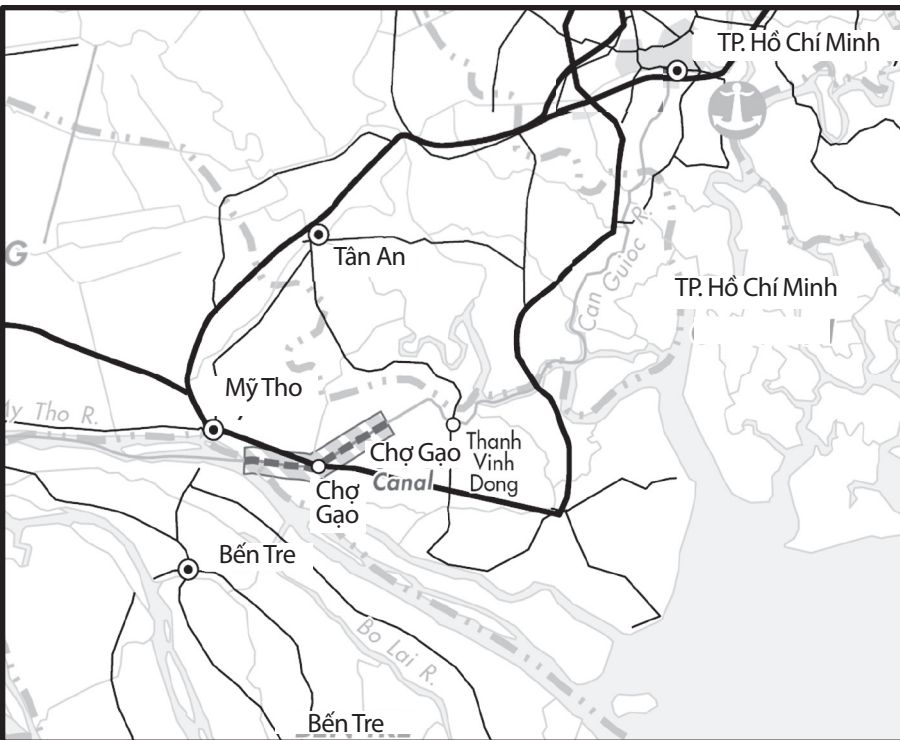 TP. Hồ Chí Minh
G
Tân An
Can Guioc R.
TP. Hồ Chí Minh
Mỹ Tho
My Tho R.
Chợ Gạo
Canal
Thanh
Vinh
Dong
Chợ
Gạo
Bến Tre
Bo Lai R.
Bến Tre